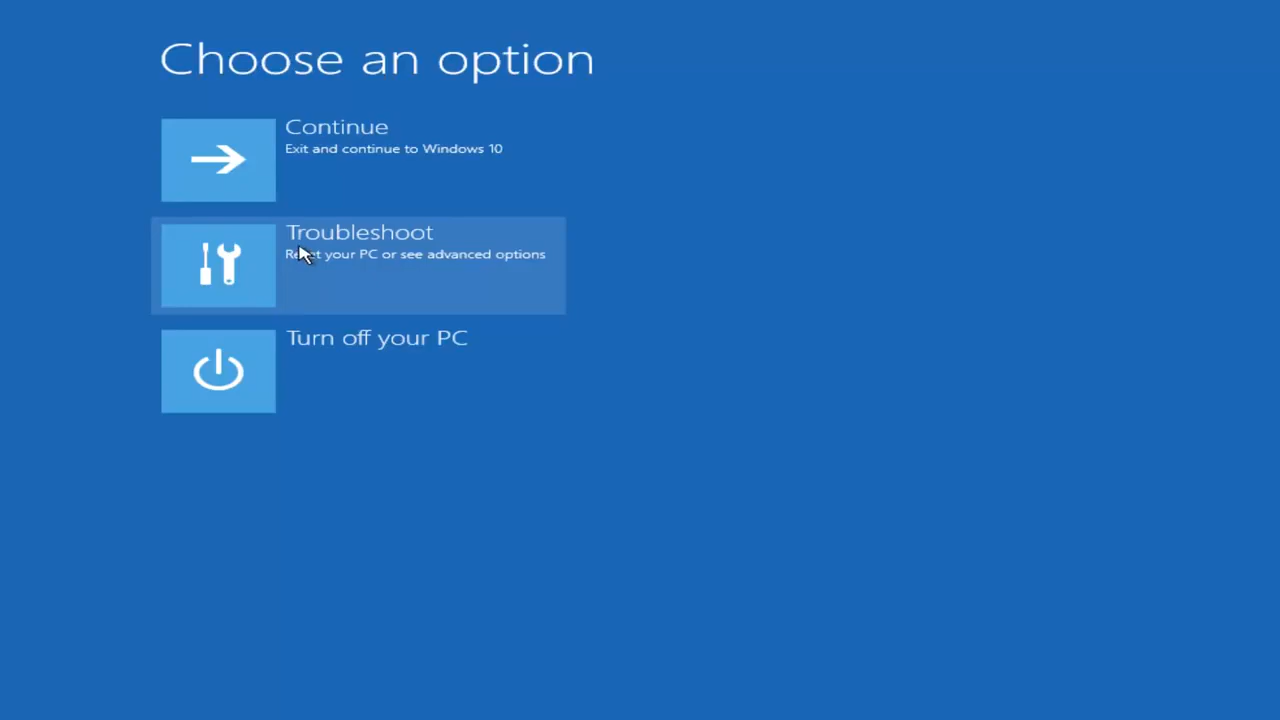 Choose an option
Continue
Exit and continue to Windows 10
Troubleshoot
Reset your PC or see advanced options
Turn off your PC